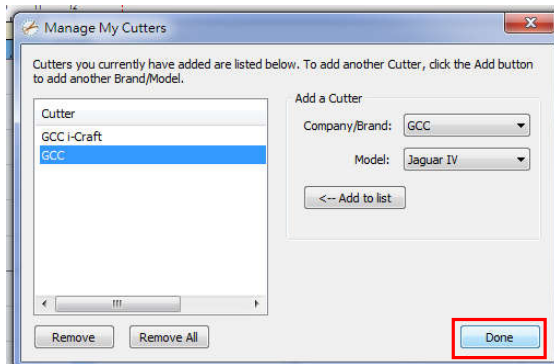 11 12
Manage My Cutters
Cutters you currently have added are listed below. To add another Cutter, click the Add button
to add another Brand/Model.
Cutter
GCC i-Craft
GCC
Add a Cutter
Company/Brand: GCC
Model: Jaguar IV
<-- Add to list
Remove
Remove All
Done